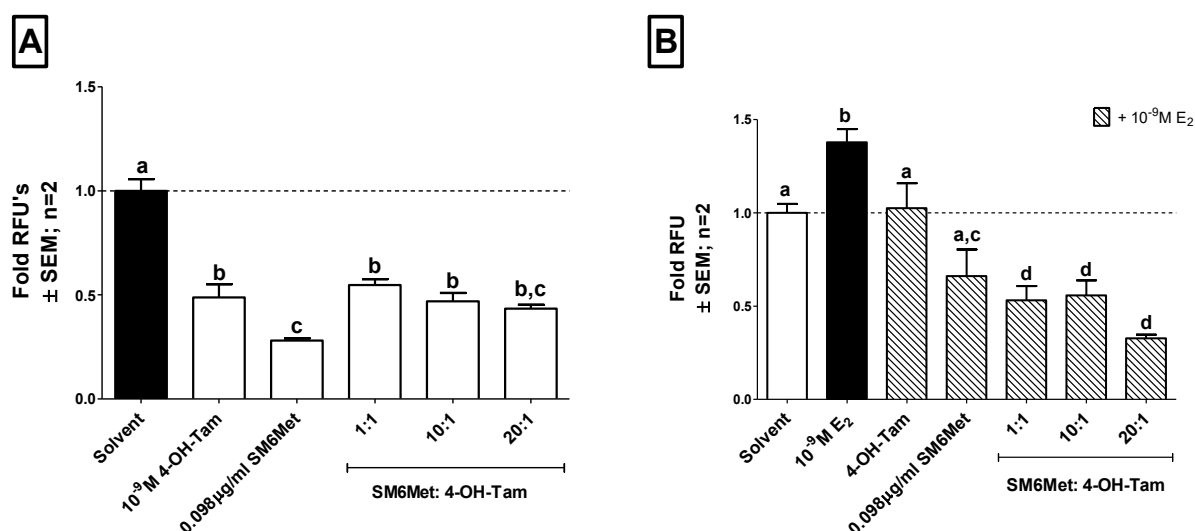 A
Fold RFU's
± SEM; n=2
1.5
1.0
0.5
0.0
a
b
c
b
b
b,c
Solvent
10⁻⁹M 4-OH-Tam
0.098µg/ml SM6Met
1:1
10:1
20:1
SM6Met: 4-OH-Tam
B
+ 10⁻⁹M E₂
Fold RFU
± SEM; n=2
1.5
1.0
0.5
0.0
a
b
a
a,c
d
d
d
Solvent
10⁻⁹M E₂
4-OH-Tam
0.098µg/ml SM6Met
1:1
10:1
20:1
SM6Met: 4-OH-Tam